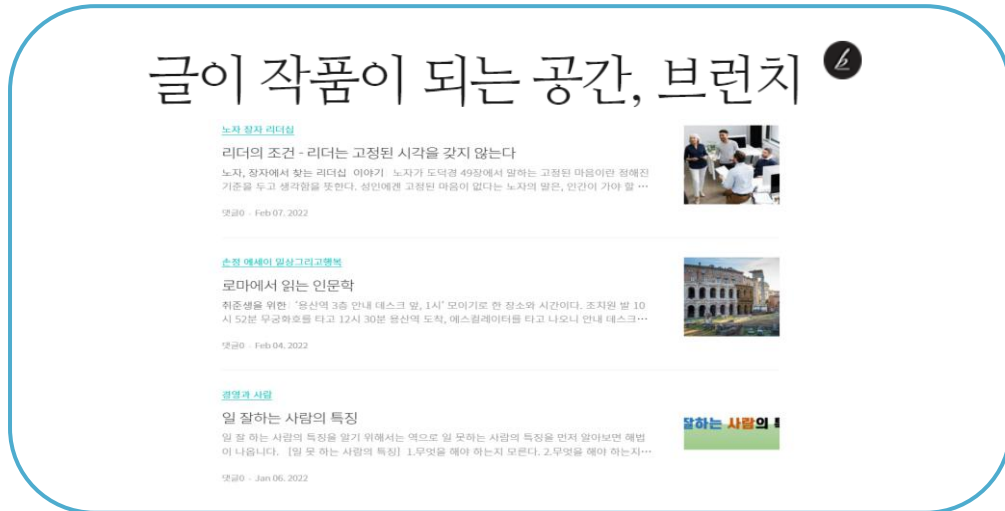 글이 작품이 되는 공간, 브런치 b
노자 장자 리더십
리더의 조건 - 리더는 고정된 시각을 갖지 않는다
노자, 장자에서 찾는 리더십 이야기 노자가 도덕경 49장에서 말하는 고정된 마음이란 정해진
기준을 두고 생각함을 뜻한다. 성인에겐 고정된 마음이 없다는 노자의 말은, 인간이 가야 할 …
댓글0 · Feb 07. 2022
손정 에세이 일상그리고행복
로마에서 읽는 인문학
취준생을 위한 '용산역 3층 안내 데스크 앞, 1시' 모이기로 한 장소와 시간이다. 조치원 발 10
시 52분 무궁화호를 타고 12시 30분 용산역 도착, 에스컬레이터를 타고 나오니 안내 데스크…
댓글0 · Feb 04. 2022
경영과 사람
일 잘하는 사람의 특징
잘하는 사람의
일 잘 하는 사람의 특징을 알기 위해서는 역으로 일 못하는 사람의 특징을 먼저 알아보면 해법
이 나옵니다. [일 못 하는 사람의 특징] 1.무엇을 해야 하는지 모른다. 2.무엇을 해야 하는지…
댓글0 · Jan 06. 2022